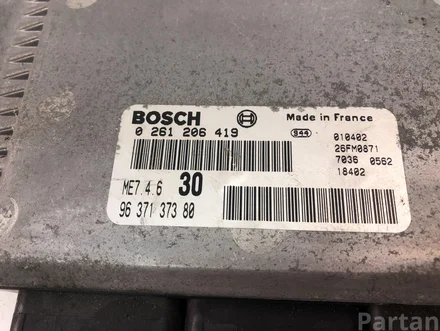 BOSCH
Made in France
0 261 206 419
944
010402
26FM0871
7036 0562
18402
ME7.4.6 30
96 371 373 80
Partan